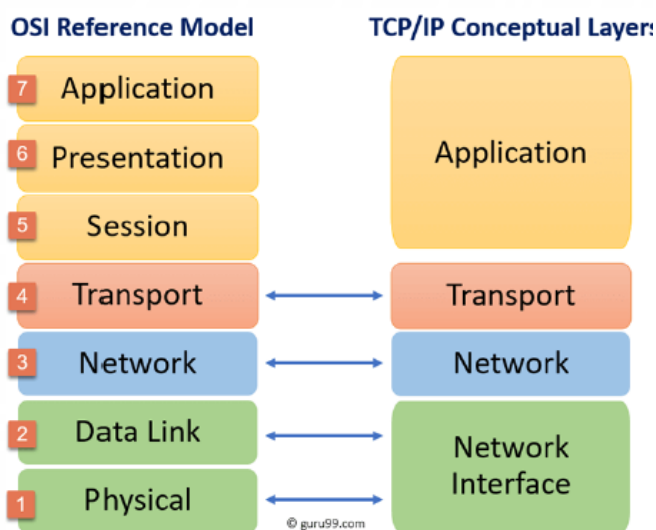 OSI Reference Model
TCP/IP Conceptual Layers
7 Application
6 Presentation
5 Session
4 Transport
3 Network
2 Data Link
1 Physical
Application
Transport
Network
Network
Interface
© guru99.com